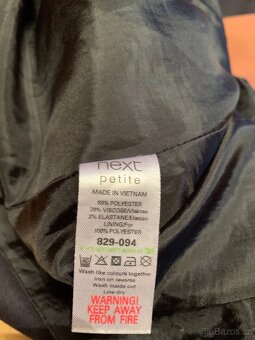 next
petite
MADE IN VIETNAM
69% POLYESTER
29% VISCOSE/Viskose
2% ELASTANE/Elastan
LINING/For
100% POLYESTER
829-094
Wash like colours together
Iron on reverse
Wash inside out
Line dry
WARNING!
KEEP AWAY
FROM FIRE